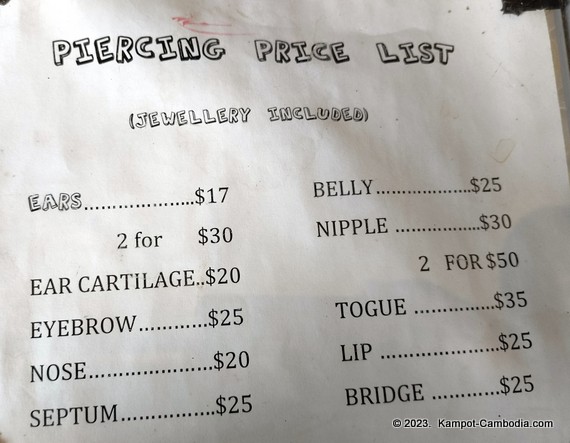 PIERCING PRICE LIST
(JEWELLERY INCLUDED)
EARS....................$17
2 for $30
EAR CARTILAGE..$20
EYEBROW............$25
NOSE......................$20
SEPTUM................$25
BELLY.................$25
NIPPLE ...............$30
2 FOR $50
TOGUE ..............$35
LIP .....................$25
BRIDGE ............$25
© 2023. Kampot-Cambodia.com